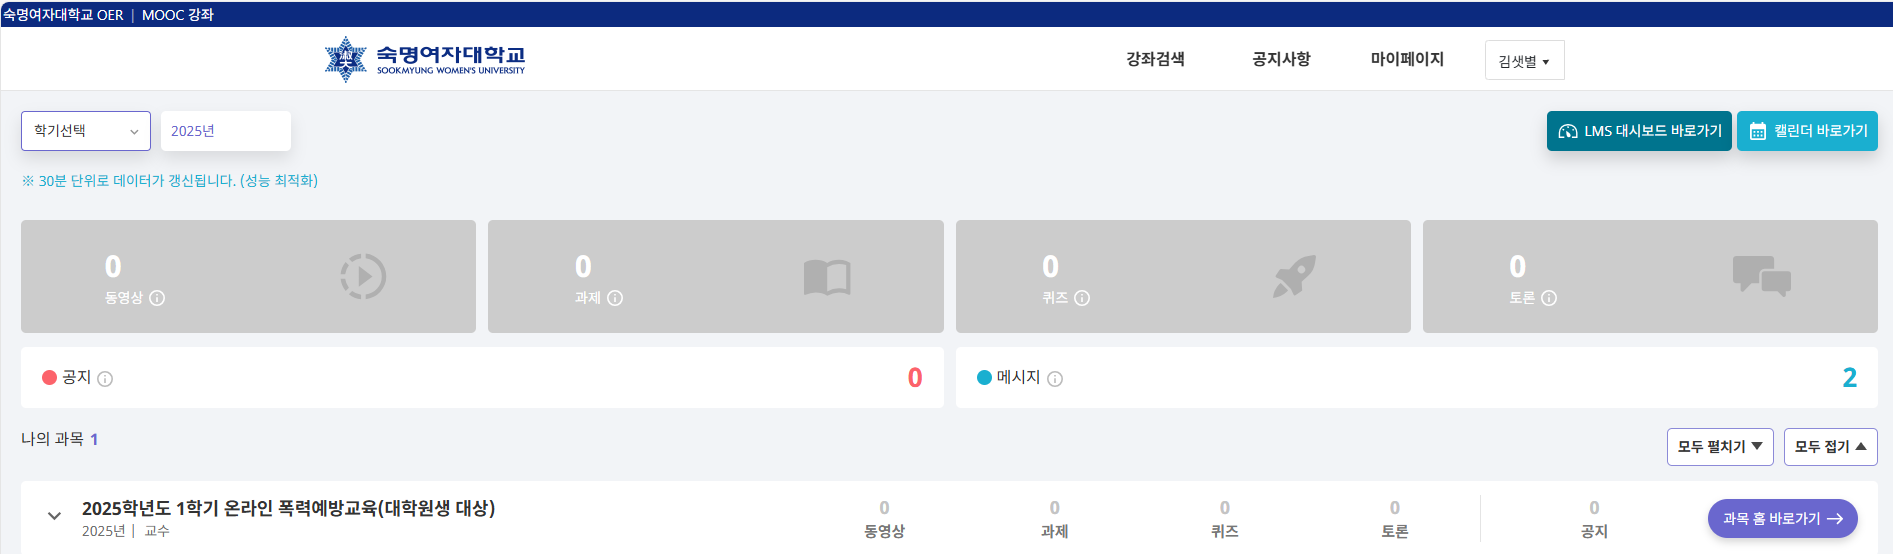 숙명여자대학교 OER | MOOC 강좌
숙명여자대학교
SOOKMYUNG WOMEN'S UNIVERSITY
강좌검색 공지사항 마이페이지 김샛별
학기선택 2025년 LMS 대시보드 바로가기 캘린더 바로가기
※ 30분 단위로 데이터가 갱신됩니다. (성능 최적화)
0 0 0 0
동영상 과제 퀴즈 토론
공지 0 메시지 2
나의 과목 1 모두 펼치기 모두 접기
2025학년도 1학기 온라인 폭력예방교육(대학원생 대상) 0 0 0 0 0
2025년 | 교수 동영상 과제 퀴즈 토론 공지 과목 홈 바로가기